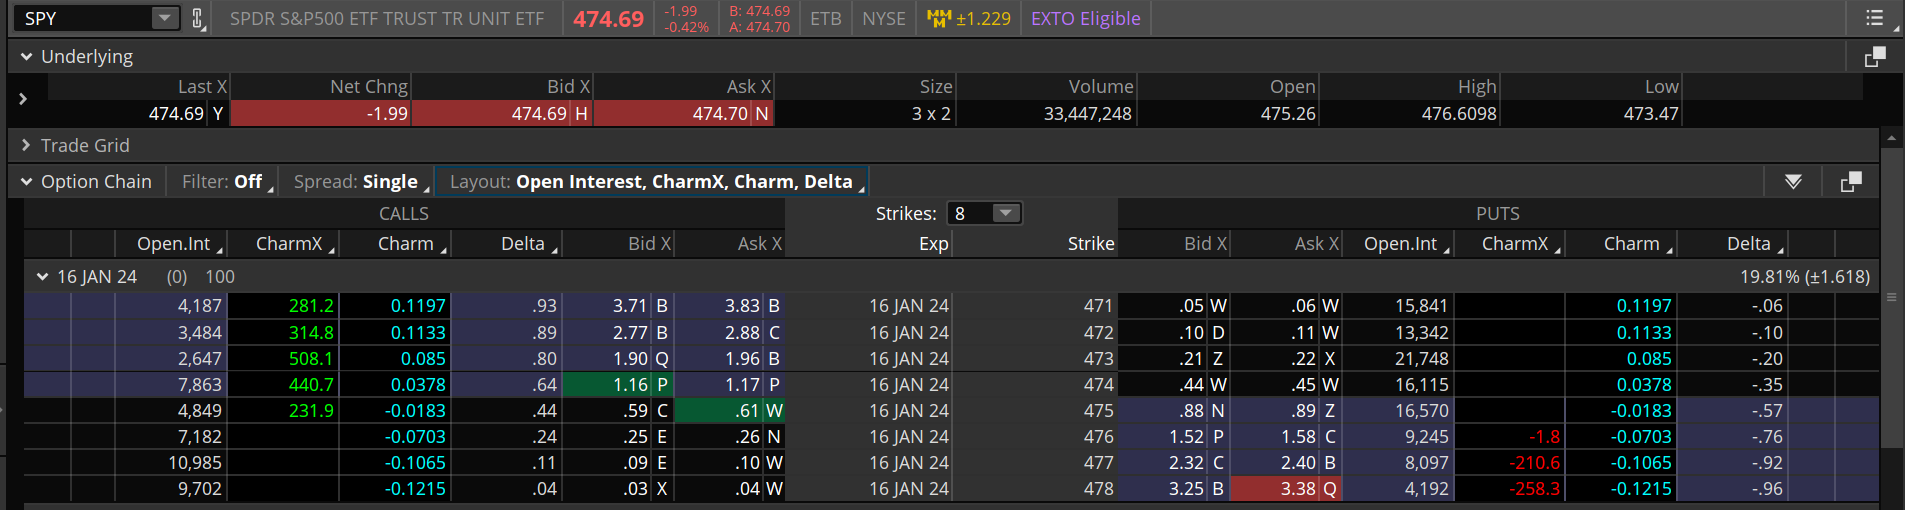 SPY SPDR S&P500 ETF TRUST TR UNIT ETF 474.69 -1.99 -0.42% B: 474.69 A: 474.70 ETB NYSE MMM ±1.229 EXTO Eligible
Underlying
Last X Net Chng Bid X Ask X Size Volume Open High Low
474.69 Y -1.99 474.69 H 474.70 N 3 x 2 33,447,248 475.26 476.6098 473.47
Trade Grid
Option Chain Filter: Off Spread: Single Layout: Open Interest, CharmX, Charm, Delta
CALLS Strikes: 8 PUTS
Open.Int CharmX Charm Delta Bid X Ask X Exp Strike Bid X Ask X Open.Int CharmX Charm Delta
16 JAN 24 (0) 100 19.81% (±1.618)
4,187 281.2 0.1197 .93 3.71 B 3.83 B 16 JAN 24 471 .05 W .06 W 15,841 0.1197 -.06
3,484 314.8 0.1133 .89 2.77 B 2.88 C 16 JAN 24 472 .10 D .11 W 13,342 0.1133 -.10
2,647 508.1 0.085 .80 1.90 Q 1.96 B 16 JAN 24 473 .21 Z .22 X 21,748 0.085 -.20
7,863 440.7 0.0378 .64 1.16 P 1.17 P 16 JAN 24 474 .44 W .45 W 16,115 0.0378 -.35
4,849 231.9 -0.0183 .44 .59 C .61 W 16 JAN 24 475 .88 N .89 Z 16,570 -0.0183 -.57
7,182 -0.0703 .24 .25 E .26 N 16 JAN 24 476 1.52 P 1.58 C 9,245 -1.8 -0.0703 -.76
10,985 -0.1065 .11 .09 E .10 W 16 JAN 24 477 2.32 C 2.40 B 8,097 -210.6 -0.1065 -.92
9,702 -0.1215 .04 .03 X .04 W 16 JAN 24 478 3.25 B 3.38 Q 4,192 -258.3 -0.1215 -.96